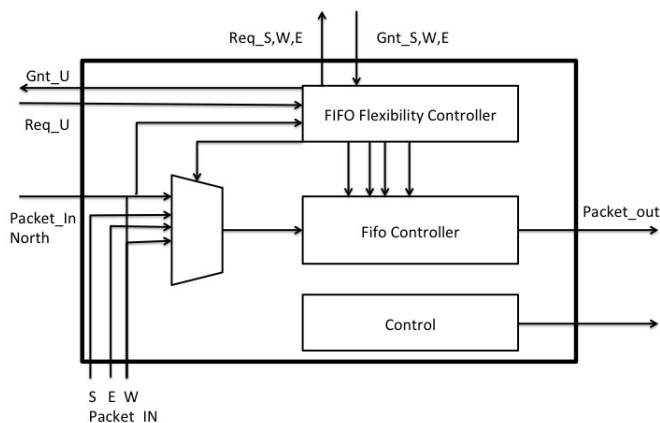 Req_S,W,E Gnt_S,W,E
Gnt_U
Req_U
FIFO Flexibility Controller
Packet_In
North
Fifo Controller
Packet_out
Control
S E W
Packet IN